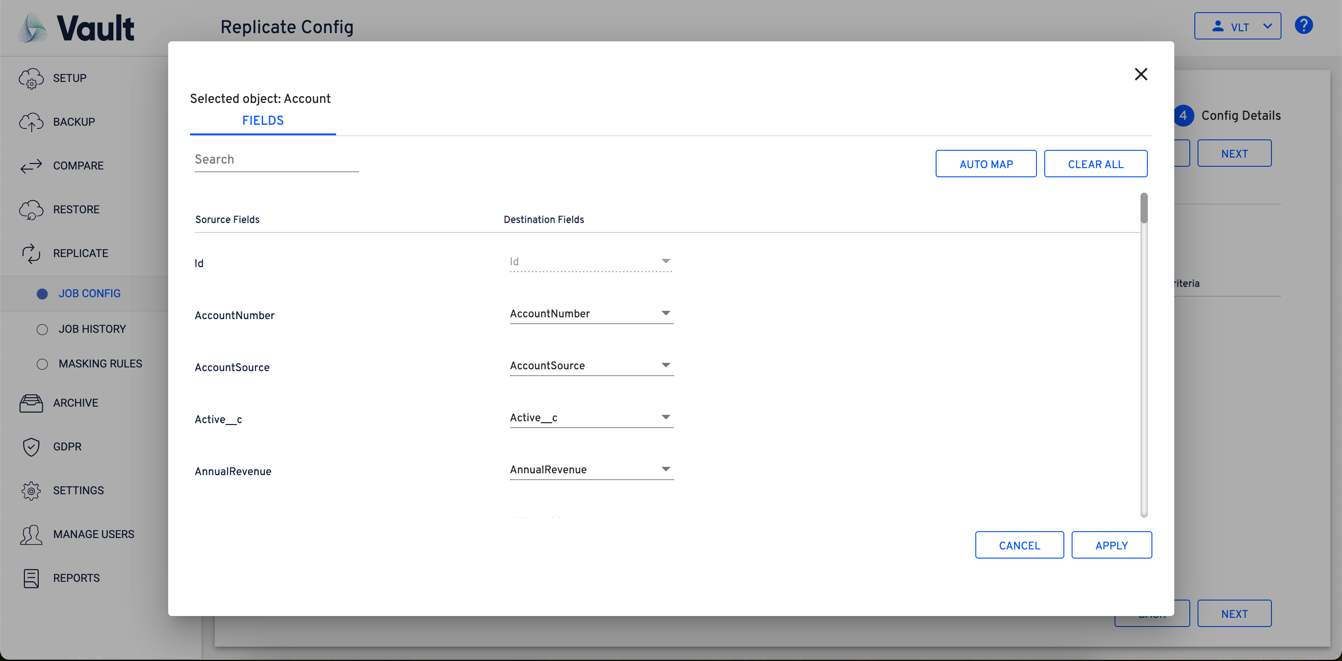 Vault
Replicate Config
VLT
?
SETUP
BACKUP
COMPARE
RESTORE
REPLICATE
JOB CONFIG
JOB HISTORY
MASKING RULES
ARCHIVE
GDPR
SETTINGS
MANAGE USERS
REPORTS
Selected object: Account
FIELDS
Search
AUTO MAP
CLEAR ALL
Sorurce Fields
Destination Fields
Id
Id
AccountNumber
AccountNumber
AccountSource
AccountSource
Active__c
Active__c
AnnualRevenue
AnnualRevenue
CANCEL
APPLY
4
Config Details
NEXT
riteria
NEXT